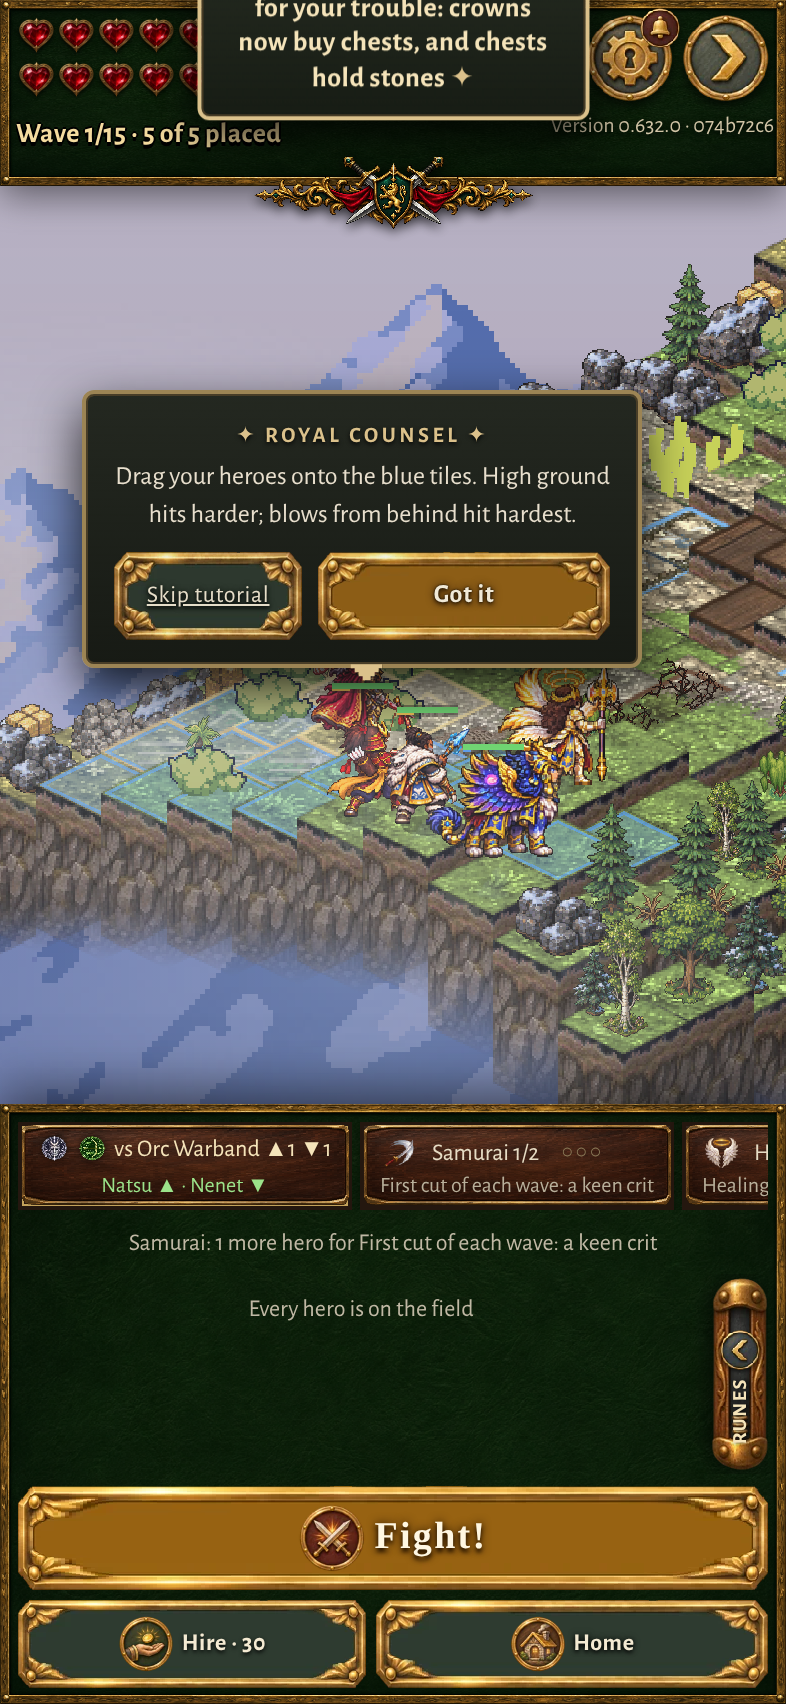 for your trouble: crowns
now buy chests, and chests
hold stones ✦
Wave 1/15 · 5 of 5 placed
Version 0.632.0 · 074b72c6
✦ ROYAL COUNSEL ✦
Drag your heroes onto the blue tiles. High ground
hits harder; blows from behind hit hardest.
Skip tutorial
Got it
vs Orc Warband ▲1 ▼1
Natsu ▲ · Nenet ▼
Samurai 1/2 ○○○
First cut of each wave: a keen crit
H
Healing
Samurai: 1 more hero for First cut of each wave: a keen crit
Every hero is on the field
RUNES
Fight!
Hire · 30
Home